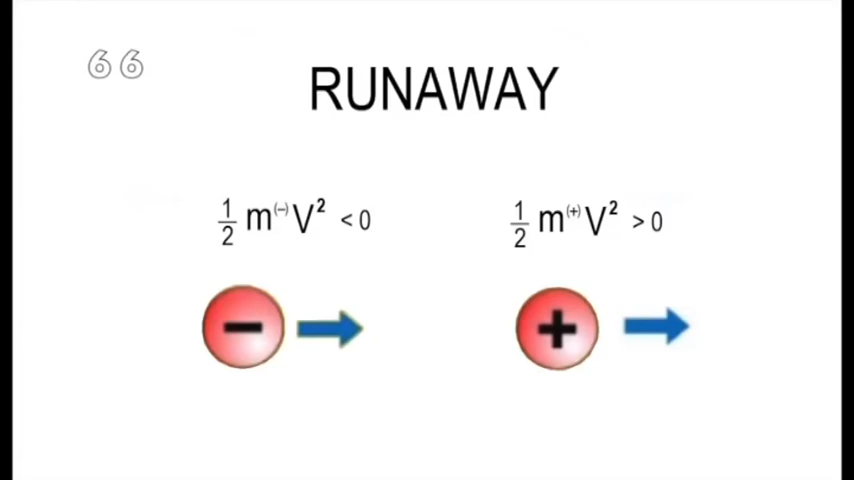 66
RUNAWAY
1/2 m⁽⁻⁾V² < 0
1/2 m⁽⁺⁾V² > 0
− +